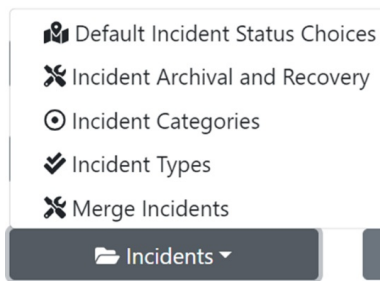 Default Incident Status Choices
Incident Archival and Recovery
Incident Categories
Incident Types
Merge Incidents
Incidents